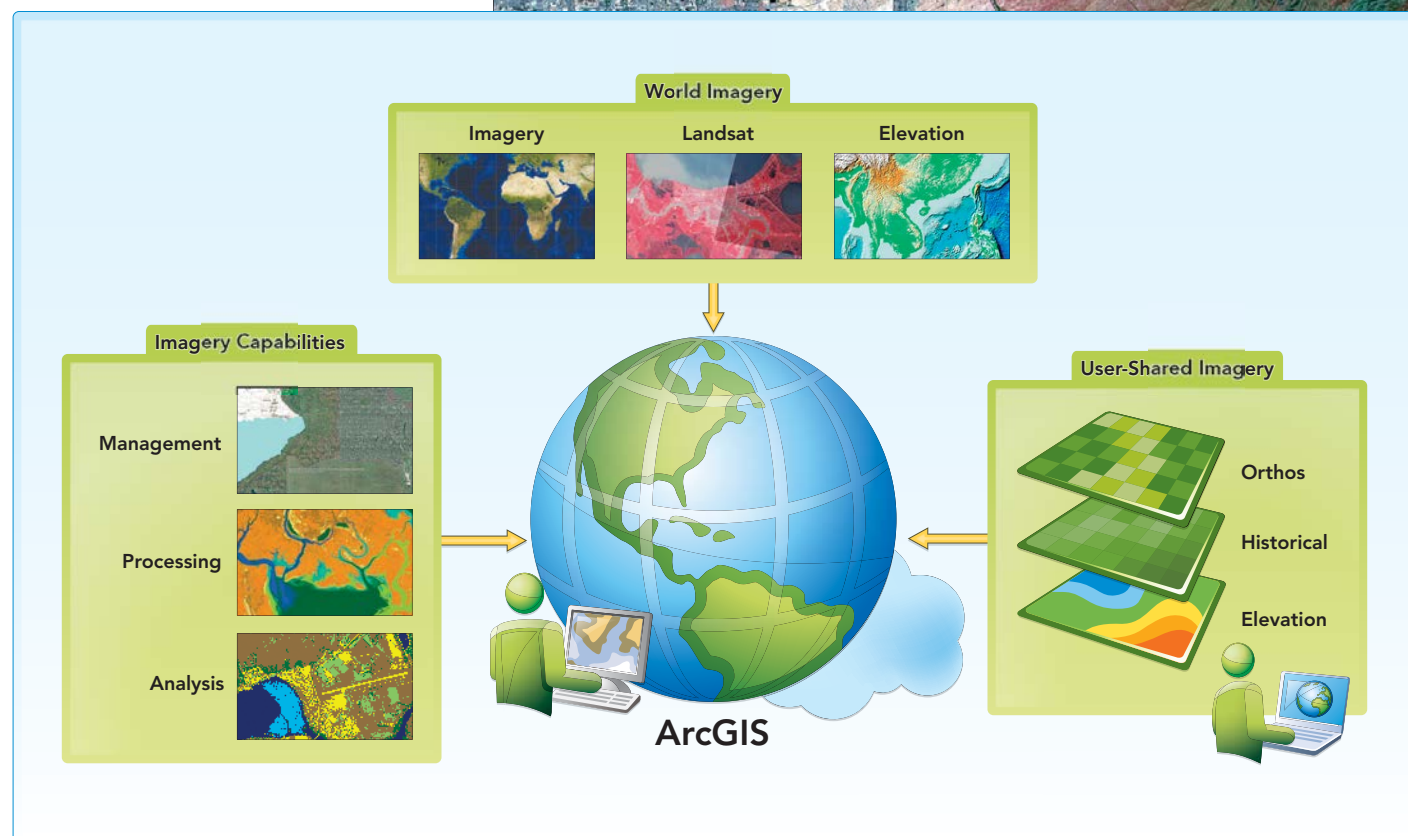 World Imagery
Imagery
Landsat
Elevation
Imagery Capabilities
Management
Processing
Analysis
User-Shared Imagery
Orthos
Historical
Elevation
ArcGIS